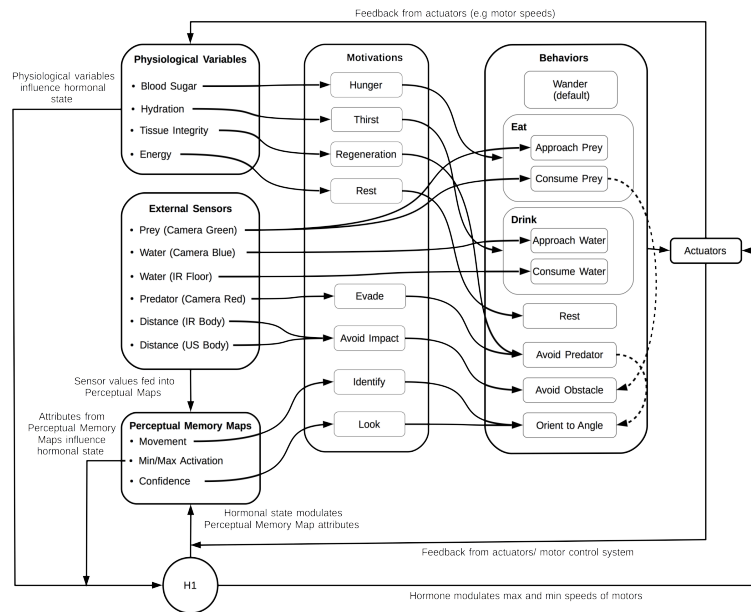 Feedback from actuators (e.g motor speeds)
Physiological variables
influence hormonal
state
Physiological Variables
• Blood Sugar
• Hydration
• Tissue Integrity
• Energy
Motivations
Hunger
Thirst
Regeneration
Rest
Evade
Avoid Impact
Identify
Look
Behaviors
Wander
(default)
Eat
Approach Prey
Consume Prey
Drink
Approach Water
Consume Water
Rest
Avoid Predator
Avoid Obstacle
Orient to Angle
Actuators
External Sensors
• Prey (Camera Green)
• Water (Camera Blue)
• Water (IR Floor)
• Predator (Camera Red)
• Distance (IR Body)
• Distance (US Body)
Sensor values fed into
Perceptual Maps
Attributes from
Perceptual Memory
Maps influence
hormonal state
Perceptual Memory Maps
• Movement
• Min/Max Activation
• Confidence
Hormonal state modulates
Perceptual Memory Map attributes
Feedback from actuators/ motor control system
H1
Hormone modulates max and min speeds of motors